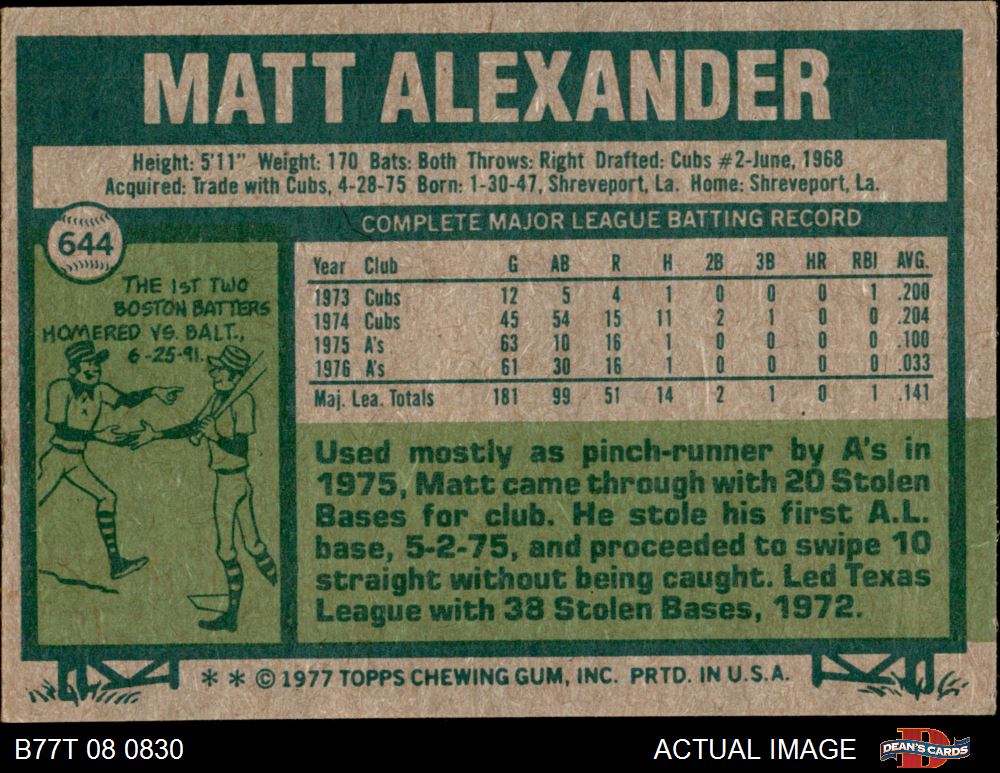 MATT ALEXANDER
Height: 5'11" Weight: 170 Bats: Both Throws: Right Drafted: Cubs #2-June, 1968
Acquired: Trade with Cubs, 4-28-75 Born: 1-30-47, Shreveport, La. Home: Shreveport, La.
COMPLETE MAJOR LEAGUE BATTING RECORD
644
THE 1ST TWO
BOSTON BATTERS
HOMERED VS. BALT.,
6-25-91.
Year Club G AB R H 2B 3B HR RBI AVG.
1973 Cubs 12 5 4 1 0 0 0 1 .200
1974 Cubs 45 54 15 11 2 1 0 0 .204
1975 A's 63 10 16 1 0 0 0 0 .100
1976 A's 61 30 16 1 0 0 0 0 .033
Maj. Lea. Totals 181 99 51 14 2 1 0 1 .141
Used mostly as pinch-runner by A's in
1975, Matt came through with 20 Stolen
Bases for club. He stole his first A.L.
base, 5-2-75, and proceeded to swipe 10
straight without being caught. Led Texas
League with 38 Stolen Bases, 1972.
* * © 1977 TOPPS CHEWING GUM, INC. PRTD. IN U.S.A.
B77T 08 0830
ACTUAL IMAGE
B
DEAN'S CARDS